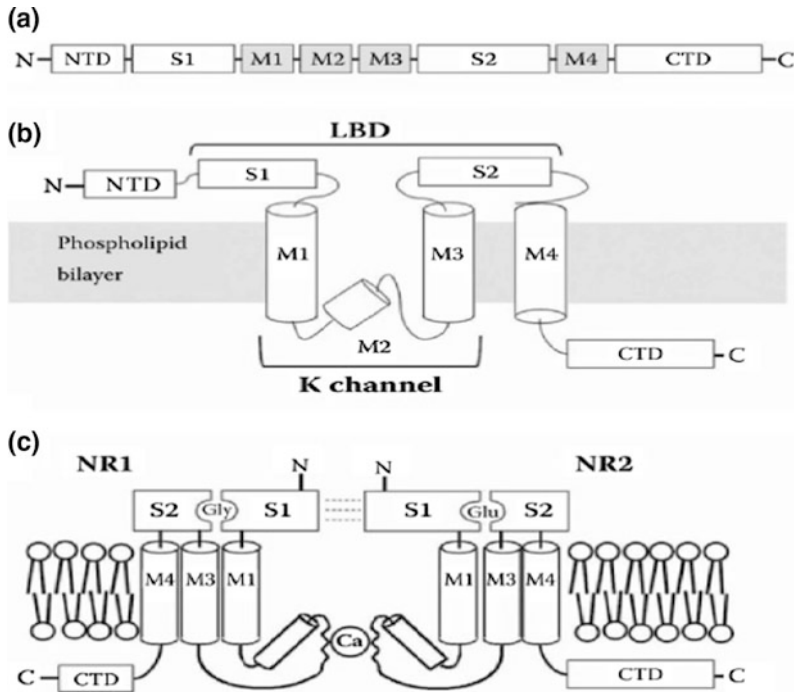 (a)
N NTD S1 M1 M2 M3 S2 M4 CTD C
(b)
LBD
N NTD S1 S2
Phospholipid
bilayer
M1 M3 M4
M2
CTD C
K channel
(c)
NR1 N N NR2
S2 Gly S1 S1 Glu S2
M4 M3 M1 M1 M3 M4
Ca
C CTD CTD C